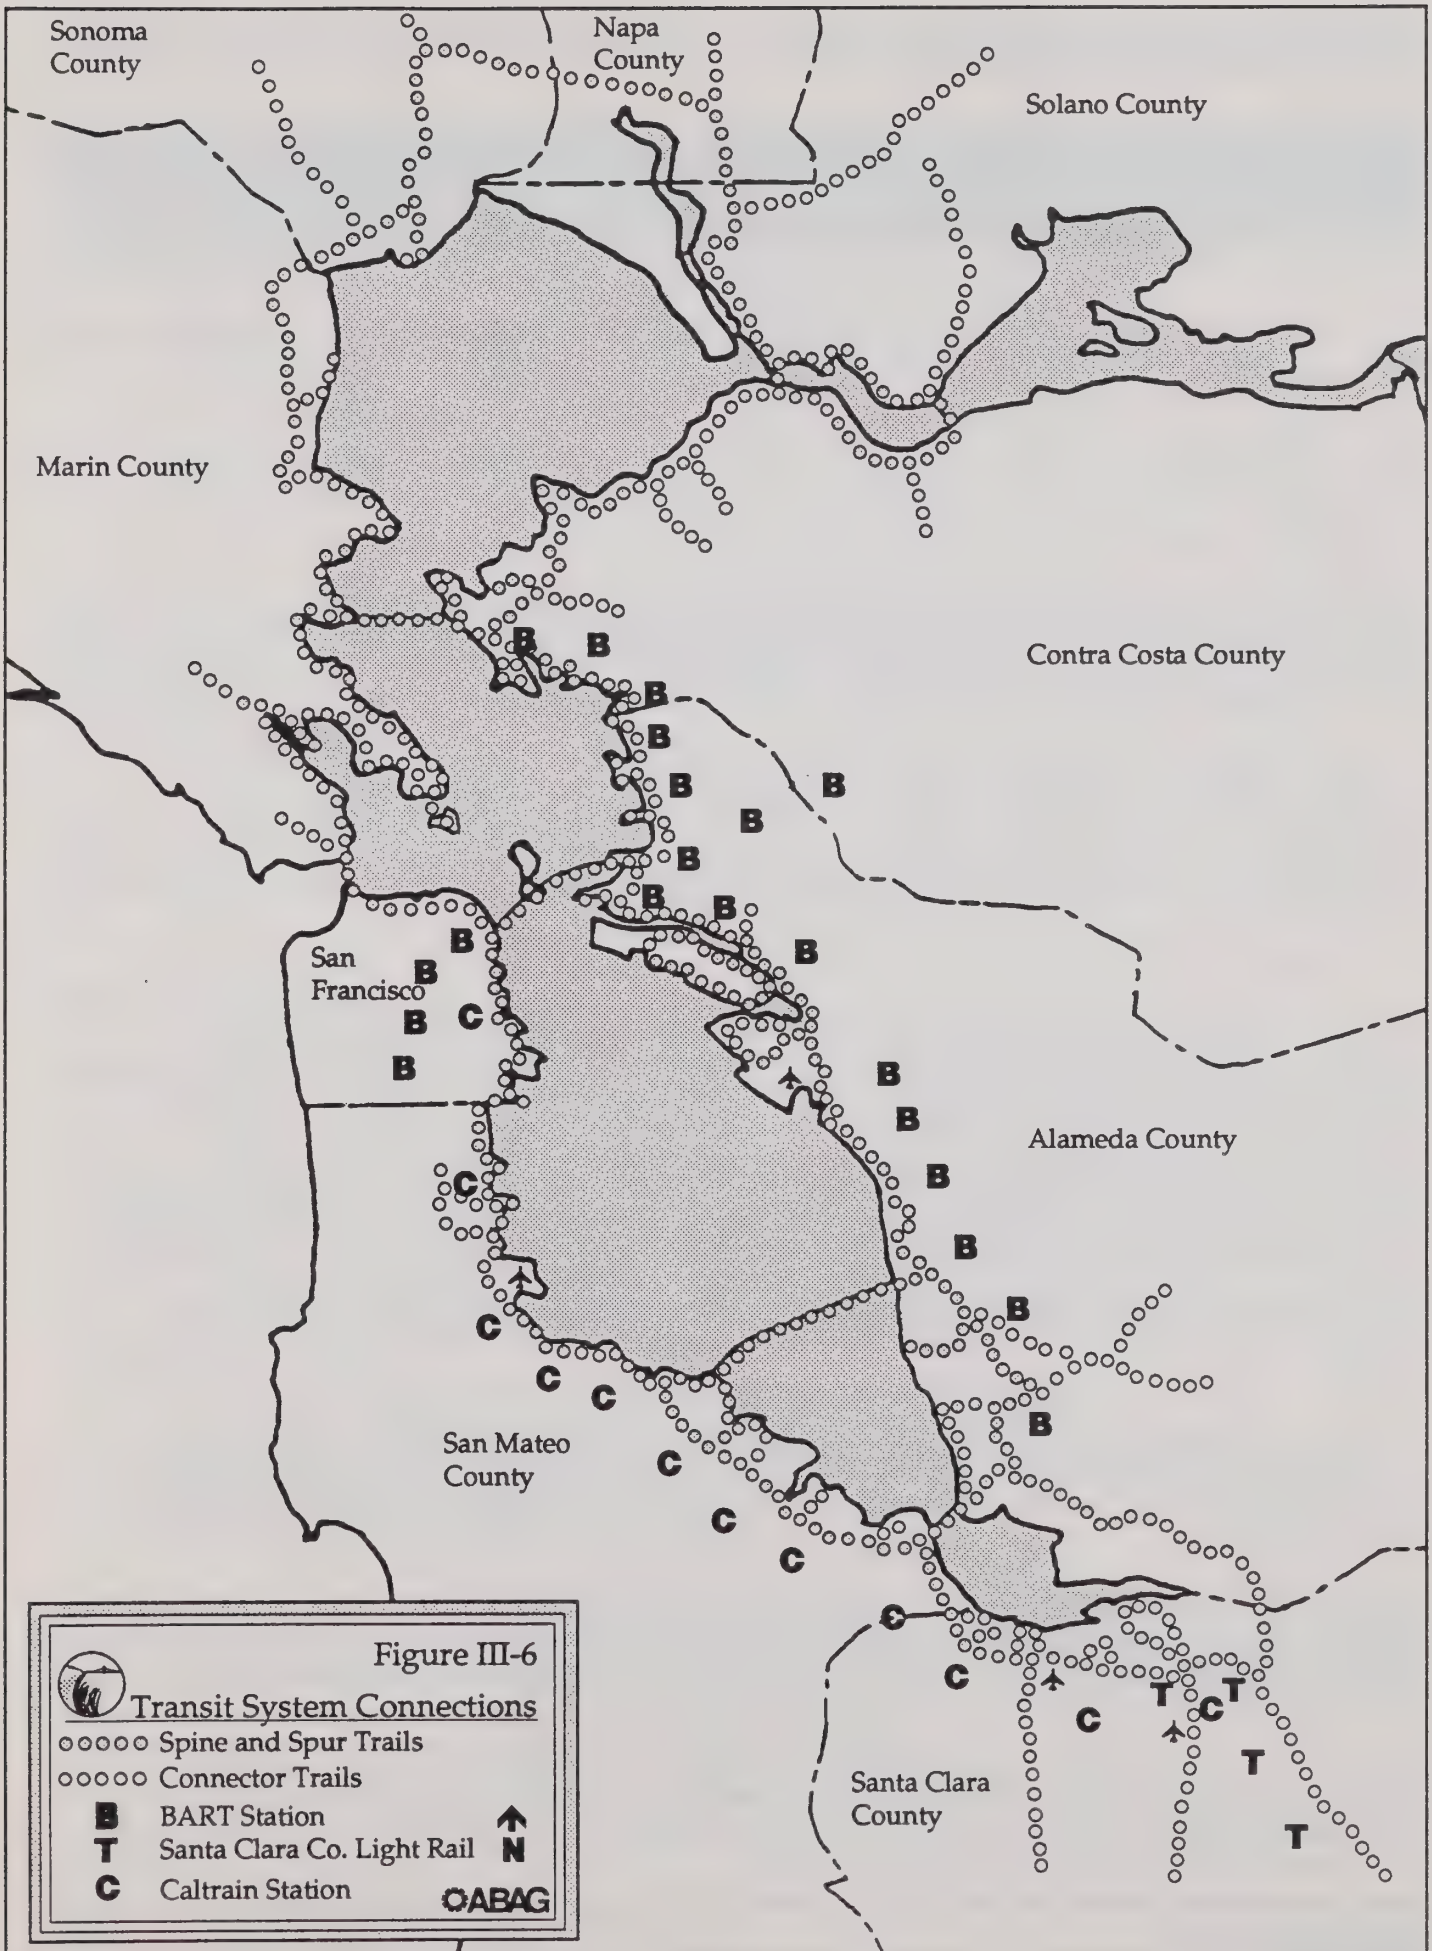 Sonoma
County
Napa
County
Solano County
Marin County
Contra Costa County
San
Francisco
Alameda County
San Mateo
County
Santa Clara
County
B
B
B
B
B
B
B
B
B
B
B
B
B
B
C
B
B
B
B
C
B
B
B
C
C
C
B
C
C
C
C
C
T
T
C
C
T
T
Figure III-6
Transit System Connections
Spine and Spur Trails
Connector Trails
B BART Station
T Santa Clara Co. Light Rail N
C Caltrain Station ABAG